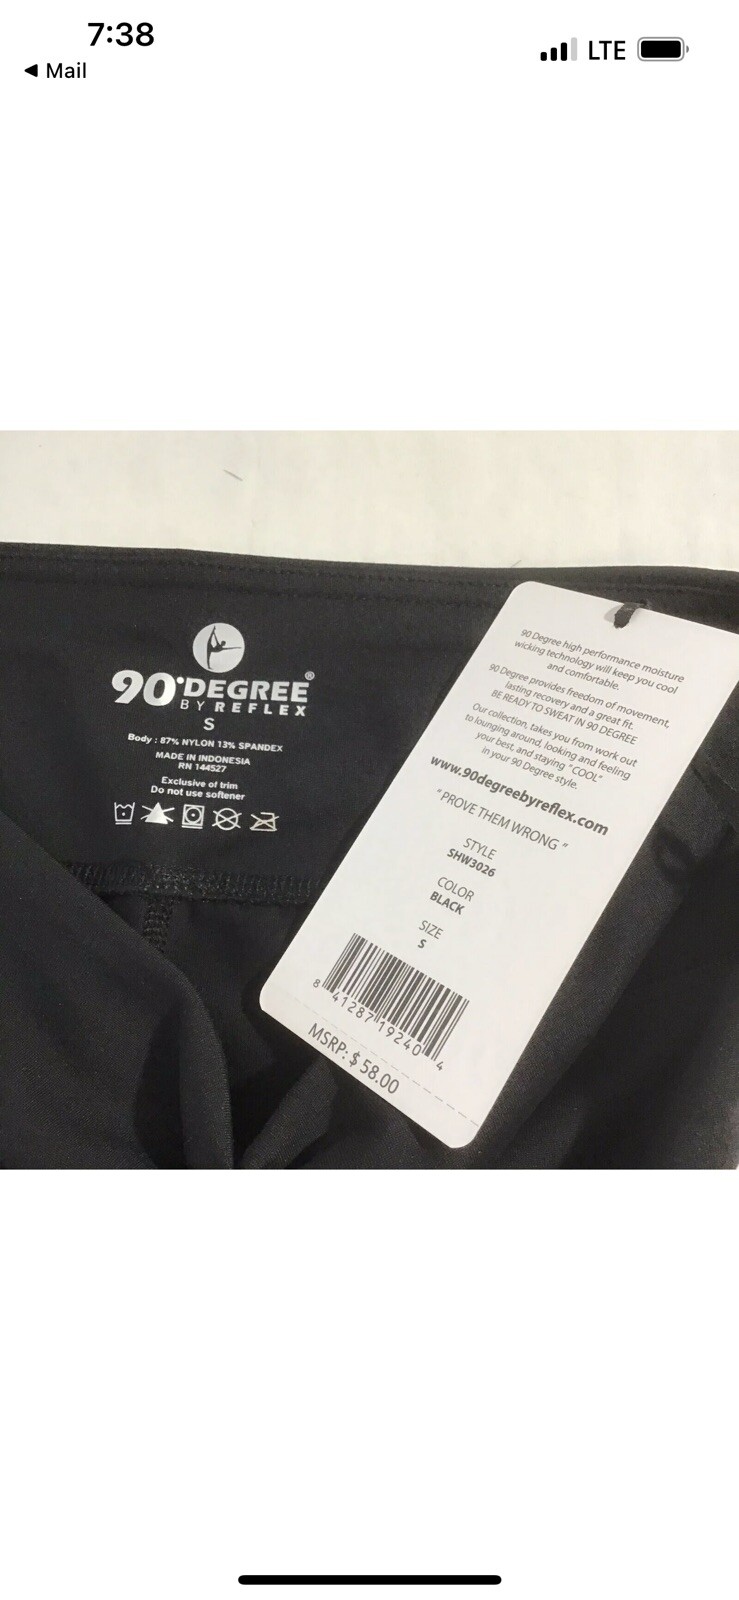 7:38
LTE
◀ Mail
90°DEGREE®
BY REFLEX
S
Body : 87% NYLON 13% SPANDEX
MADE IN INDONESIA
RN 144527
Exclusive of trim
Do not use softener
90 Degree high performance moisture
wicking technology will keep you cool
and comfortable.
90 Degree provides freedom of movement,
lasting recovery and a great fit.
BE READY TO SWEAT IN 90 DEGREE
Our collection, takes you from work out
to lounging around, looking and feeling
your best, and staying "COOL"
in your 90 Degree style.
www.90degreebyreflex.com
"PROVE THEM WRONG"
STYLE
SHW3026
COLOR
BLACK
SIZE
S
8 41287 19240 4
MSRP: $ 58.00